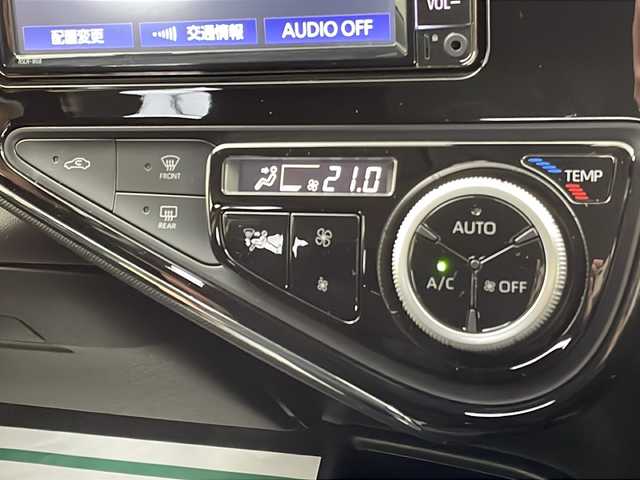 VOL
配置変更 交通情報 AUDIO OFF
FRONT
21.0
TEMP
REAR
AUTO
A/C OFF